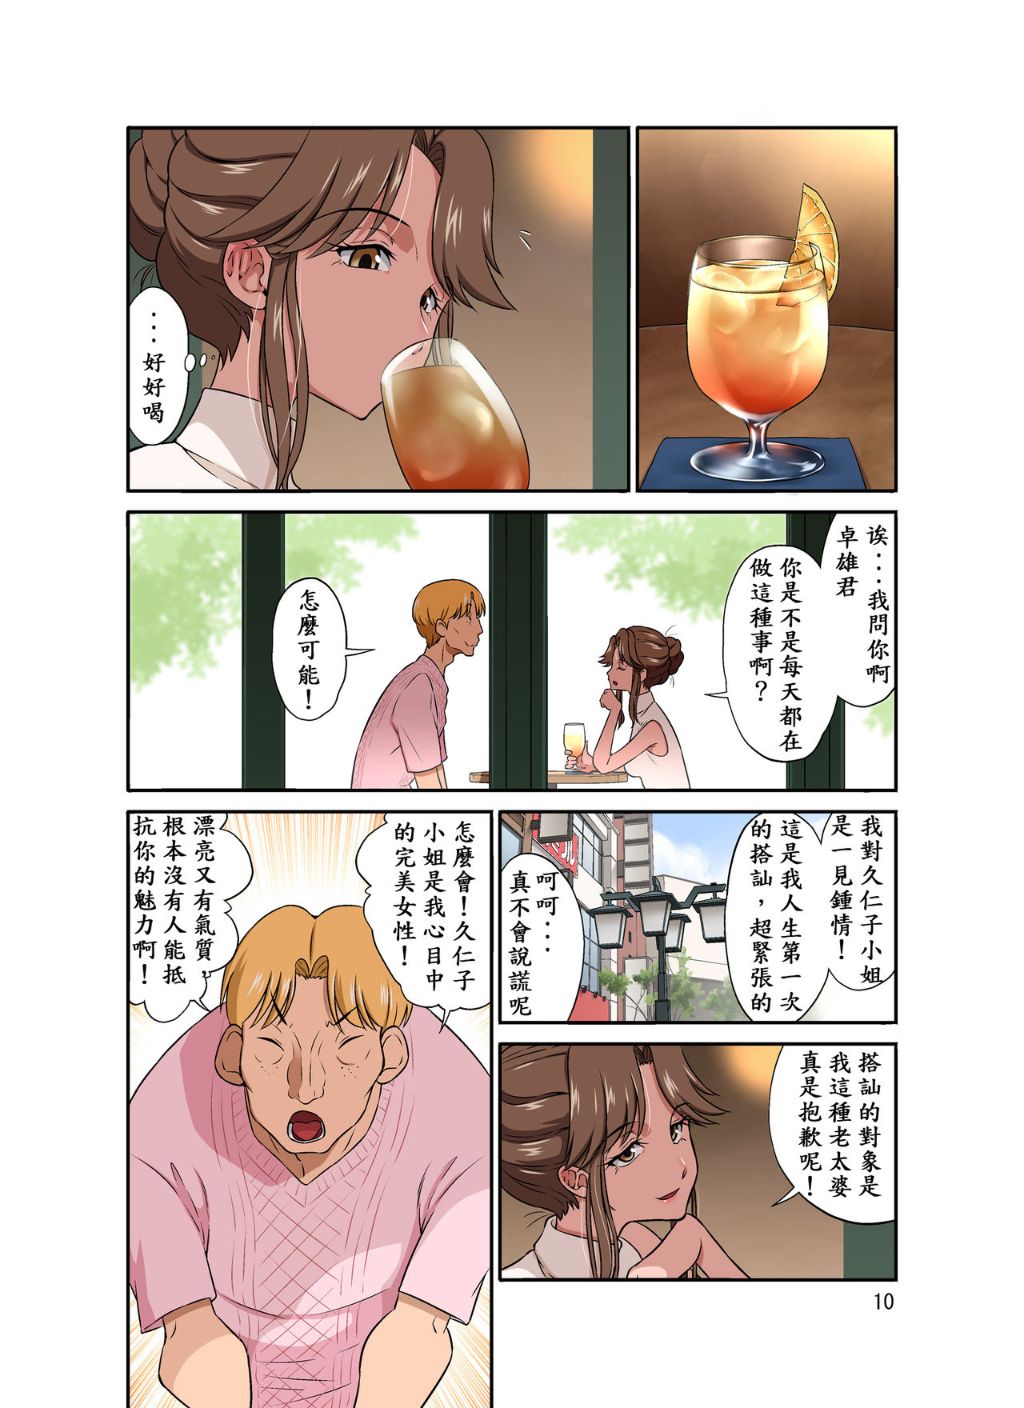 ...好好喝
诶...我問你啊
卓雄君
你是不是每天都在
做這種事啊？
怎麼可能！
我對久仁子小姐
是一見鍾情！
這是我人生第一次
的搭訕，超緊張的
呵呵...
真不會說謊呢
搭訕的對象是
我這種老太婆
真是抱歉呢！
怎麼會！久仁子
小姐是我心目中
的完美女性！
漂亮又有氣質，
根本沒有人能抵
抗你的魅力啊！
10